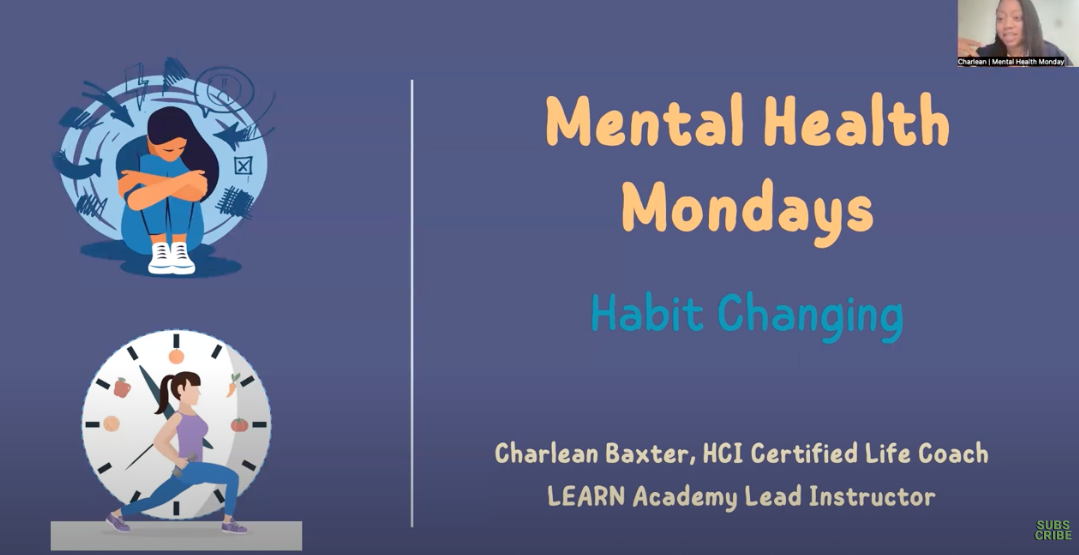 Charlean | Mental Health Monday
Mental Health
Mondays
Habit Changing
Charlean Baxter, HCI Certified Life Coach
LEARN Academy Lead Instructor
SUBS
CRIBE